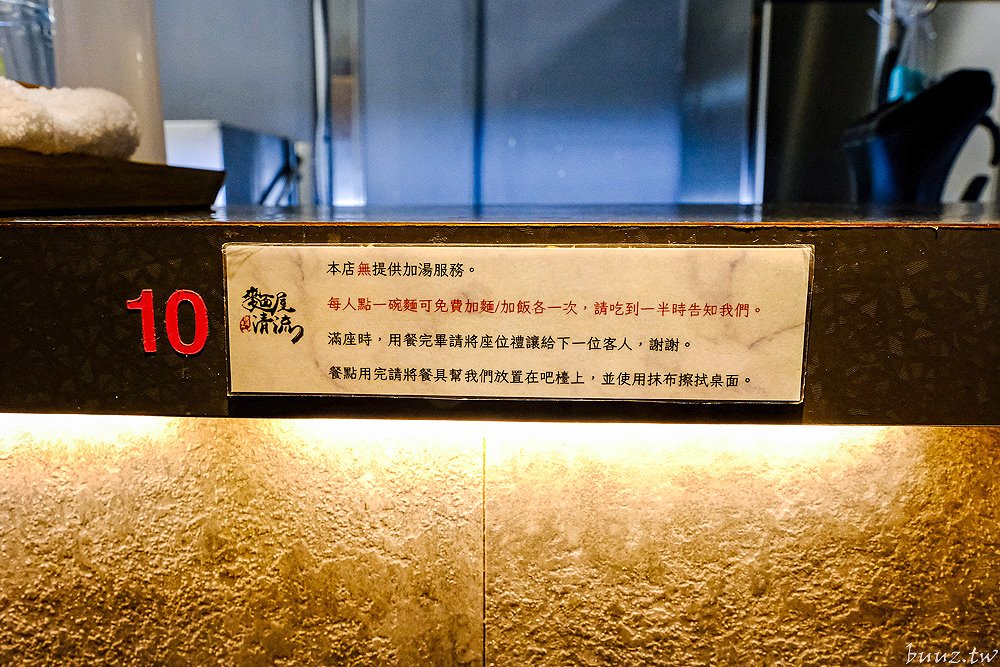 10
麵屋
清流
本店無提供加湯服務。
每人點一碗麵可免費加麵/加飯各一次，請吃到一半時告知我們。
滿座時，用餐完畢請將座位禮讓給下一位客人，謝謝。
餐點用完請將餐具幫我們放置在吧檯上，並使用抹布擦拭桌面。
buuz.tw